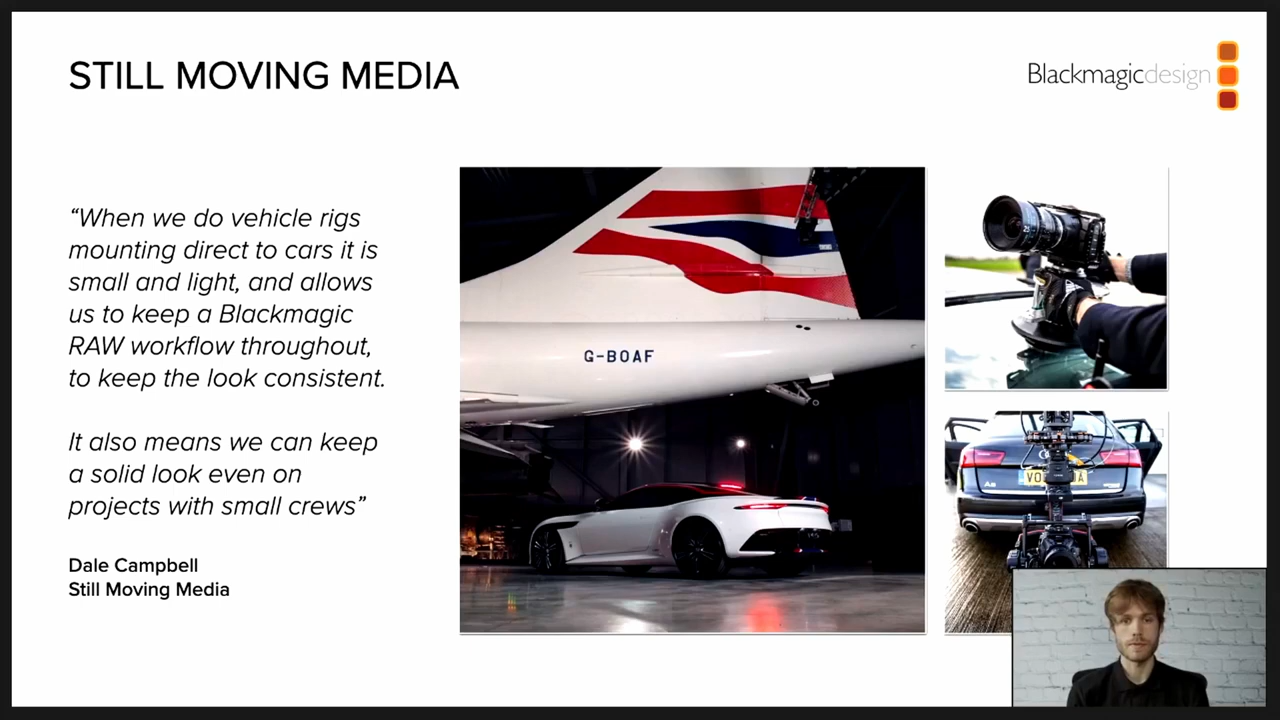 STILL MOVING MEDIA
Blackmagicdesign
“When we do vehicle rigs
mounting direct to cars it is
small and light, and allows
us to keep a Blackmagic
RAW workflow throughout,
to keep the look consistent.
It also means we can keep
a solid look even on
projects with small crews”
Dale Campbell
Still Moving Media
G-BOAF
A6